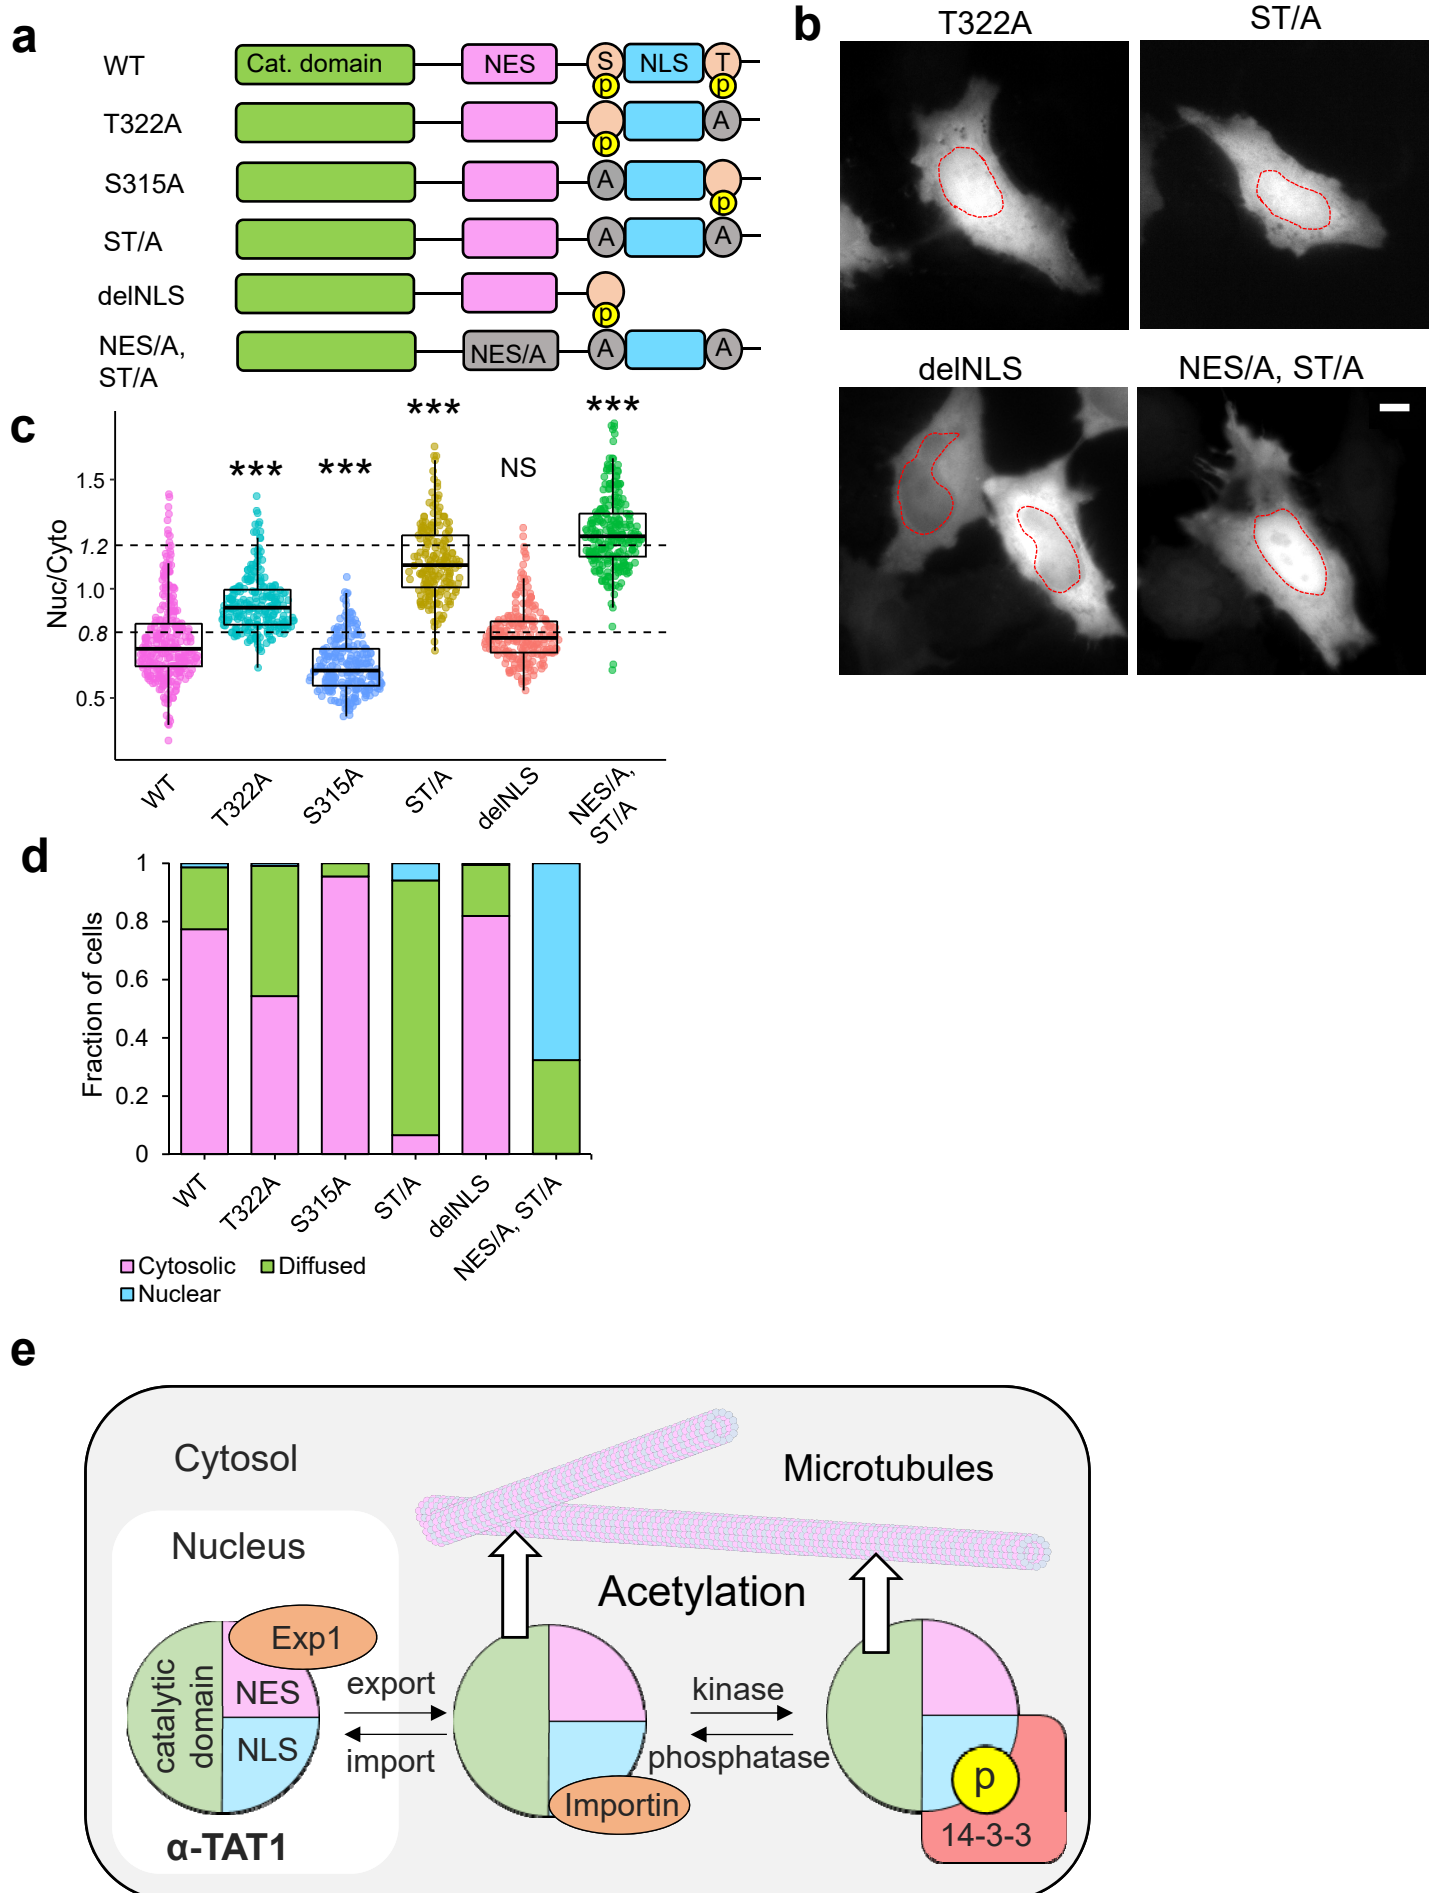 a
WT
Cat. domain
NES
S
NLS
T
p
p
T322A
p
A
S315A
A
p
ST/A
A
A
delNLS
p
NES/A,
ST/A
NES/A
A
A
b
T322A
ST/A
delNLS
NES/A, ST/A
c
***
***
***
NS
***
Nuc/Cyto
1.5
1.2
1.0
0.8
0.5
WT
T322A
S315A
ST/A
delNLS
NES/A,
ST/A
d
Fraction of cells
1
0.8
0.6
0.4
0.2
0
WT
T322A
S315A
ST/A
delNLS
NES/A, ST/A
Cytosolic
Diffused
Nuclear
e
Cytosol
Microtubules
Nucleus
Acetylation
Exp1
catalytic
domain
NES
NLS
export
import
kinase
phosphatase
Importin
p
14-3-3
α-TAT1